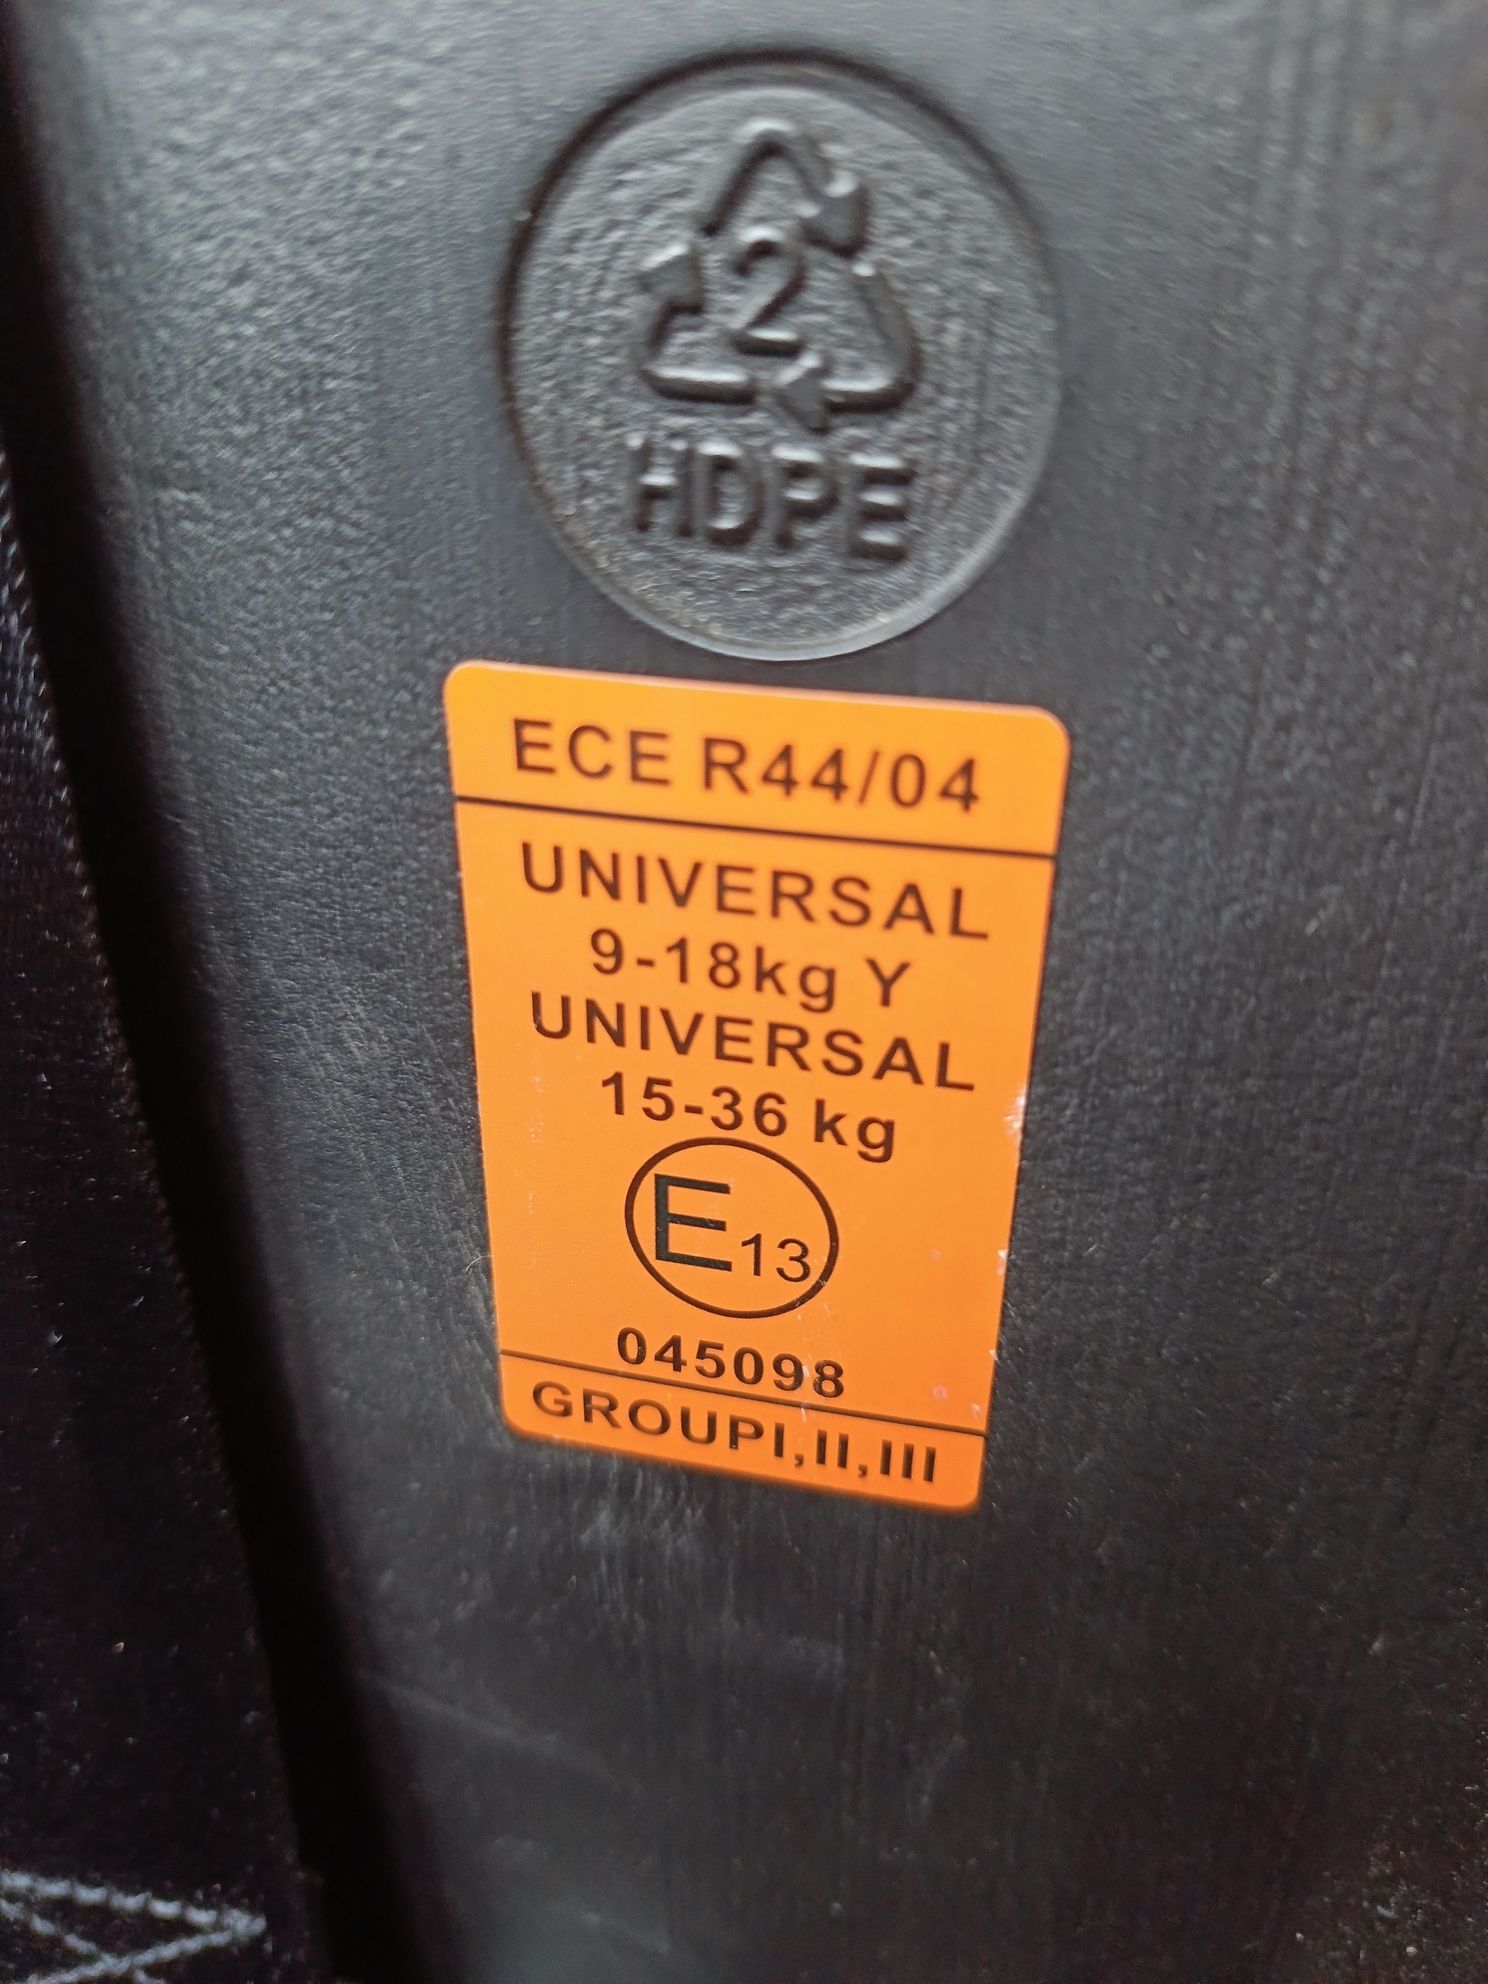 2
HDPE
ECE R44/04
UNIVERSAL
9-18kg Y
UNIVERSAL
15-36 kg
E13
045098
GROUPI,II,III